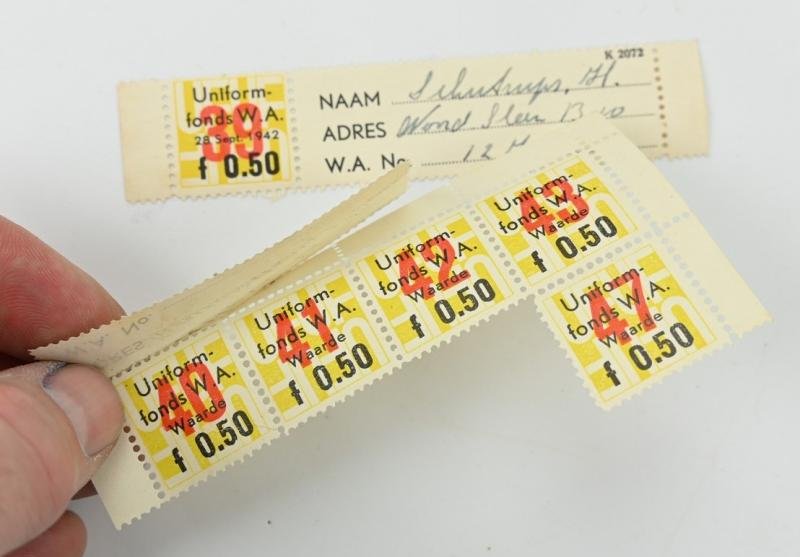 K 2072
Uniform-
fonds W.A.
28 Sept. 1942
39
f 0.50
NAAM
ADRES
W.A. No. 12
Uniform-
fonds W.A.
40
Waarde
f 0.50
Uniform-
fonds W.A.
41
Waarde
f 0.50
Uniform-
fonds W.A.
42
Waarde
f 0.50
Uniform-
fonds W.A.
43
Waarde
f 0.50
Uniform-
fonds W.A.
47
Waarde
f 0.50